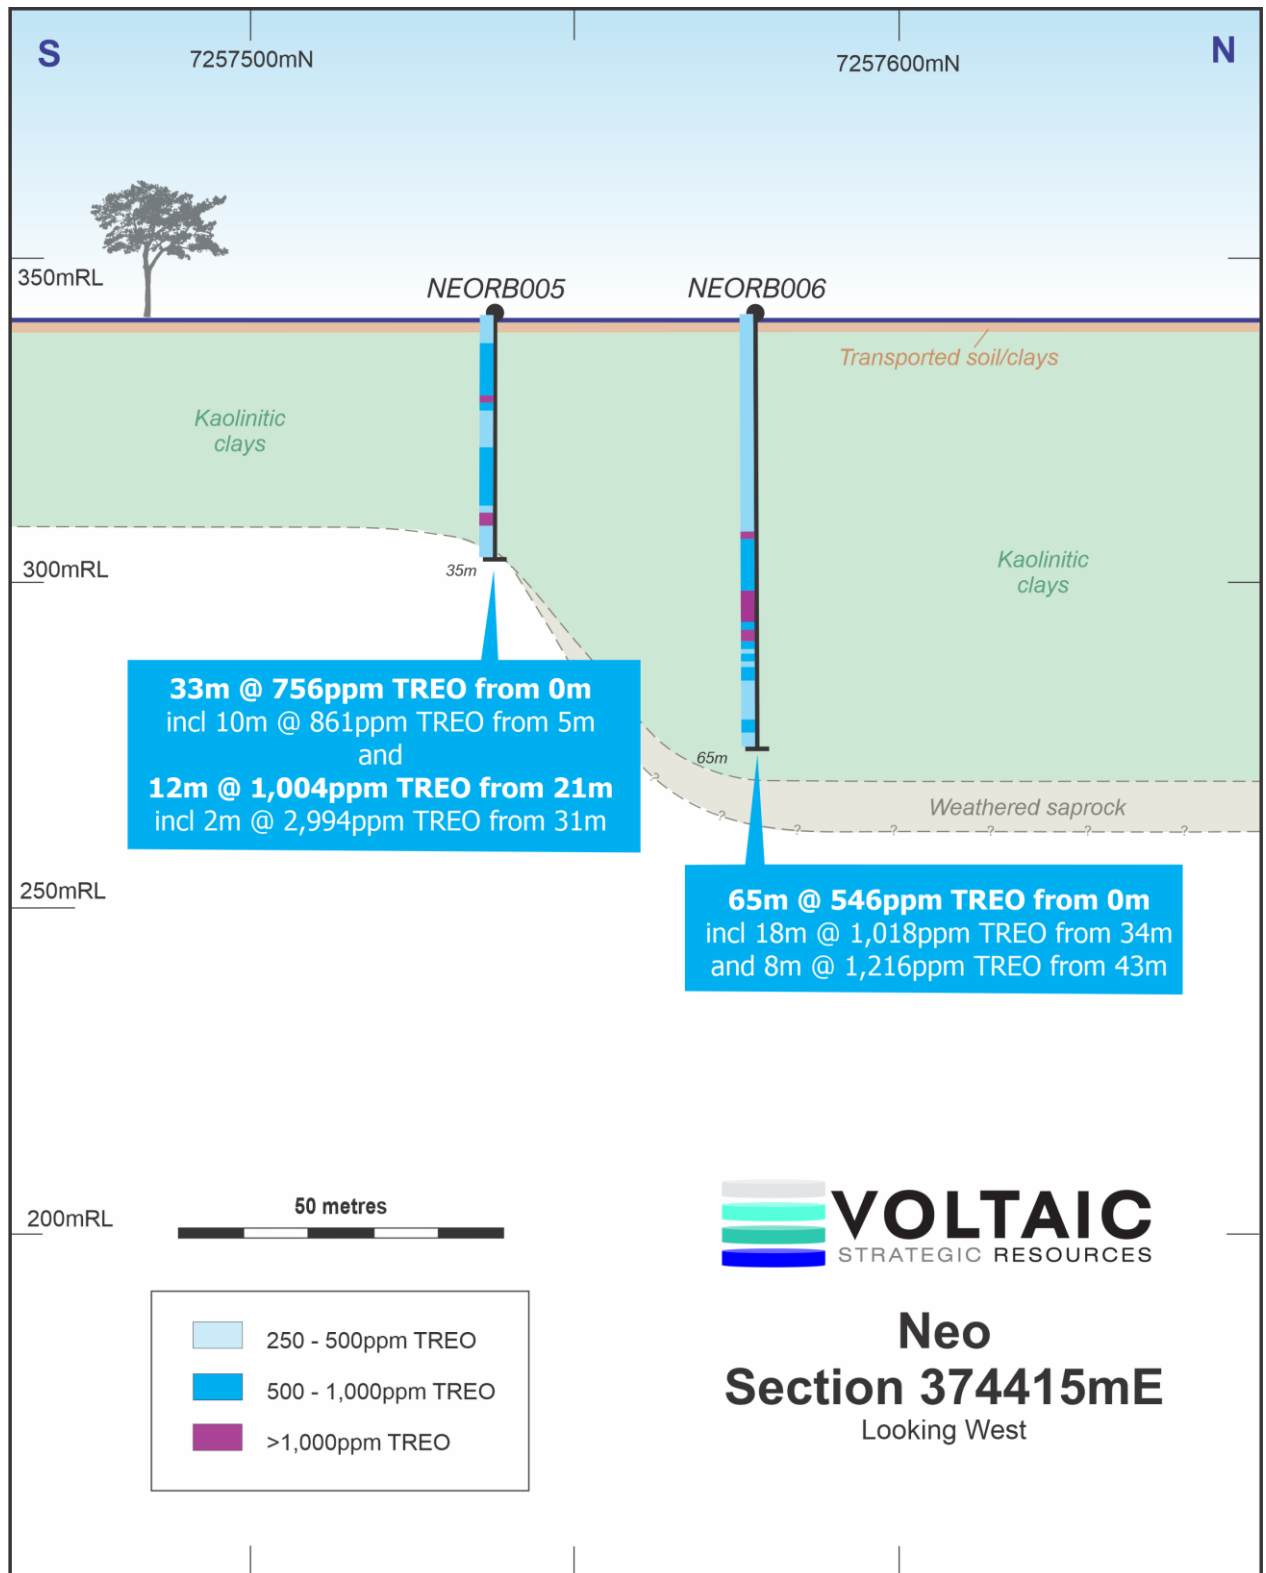 S
7257500mN
7257600mN
N
350mRL
NEORB005
NEORB006
Transported soil/clays
Kaolinitic
clays
300mRL
35m
Kaolinitic
clays
33m @ 756ppm TREO from 0m
incl 10m @ 861ppm TREO from 5m
and
12m @ 1,004ppm TREO from 21m
incl 2m @ 2,994ppm TREO from 31m
65m
?
Weathered saprock
? ? ? ? ? ?
250mRL
65m @ 546ppm TREO from 0m
incl 18m @ 1,018ppm TREO from 34m
and 8m @ 1,216ppm TREO from 43m
200mRL
50 metres
VOLTAIC
STRATEGIC RESOURCES
250 - 500ppm TREO
500 - 1,000ppm TREO
>1,000ppm TREO
Neo
Section 374415mE
Looking West